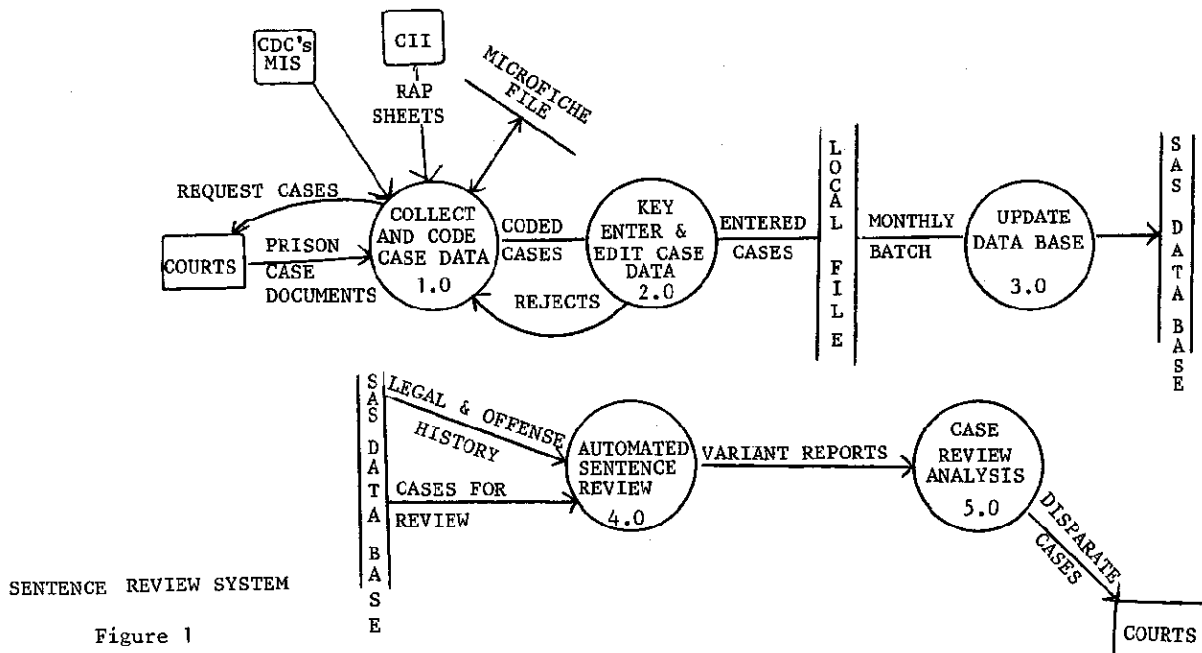 CDC's
MIS
CII
RAP
SHEETS
MICROFICHE
FILE
REQUEST CASES
COURTS
PRISON
CASE
DOCUMENTS
COLLECT
AND CODE
CASE DATA
1.0
CODED
CASES
REJECTS
KEY
ENTER &
EDIT CASE
DATA
2.0
ENTERED
CASES
LOCAL FILE
MONTHLY
BATCH
UPDATE
DATA BASE
3.0
SAS DATA BASE
SAS DATA BASE
LEGAL & OFFENSE
HISTORY
CASES FOR
REVIEW
AUTOMATED
SENTENCE
REVIEW
4.0
VARIANT REPORTS
CASE
REVIEW
ANALYSIS
5.0
DISPARATE
CASES
COURTS
SENTENCE REVIEW SYSTEM
Figure 1